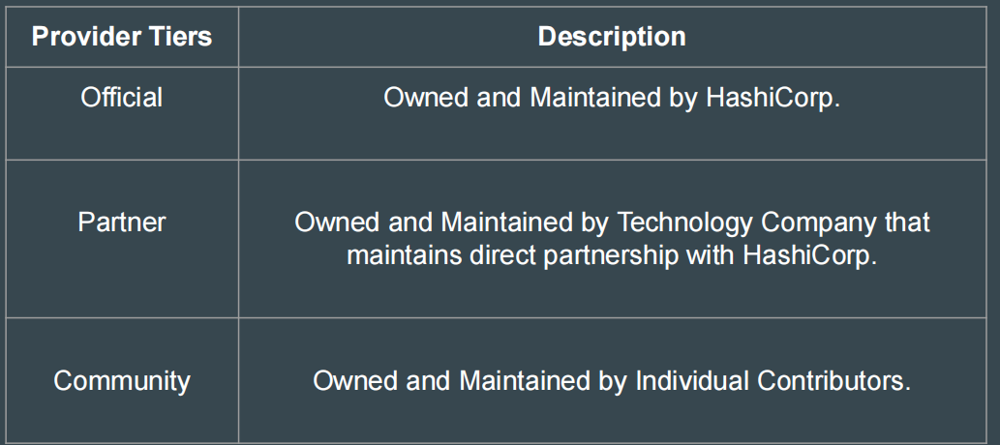 Provider Tiers
Description
Official
Owned and Maintained by HashiCorp.
Partner
Owned and Maintained by Technology Company that
maintains direct partnership with HashiCorp.
Community
Owned and Maintained by Individual Contributors.